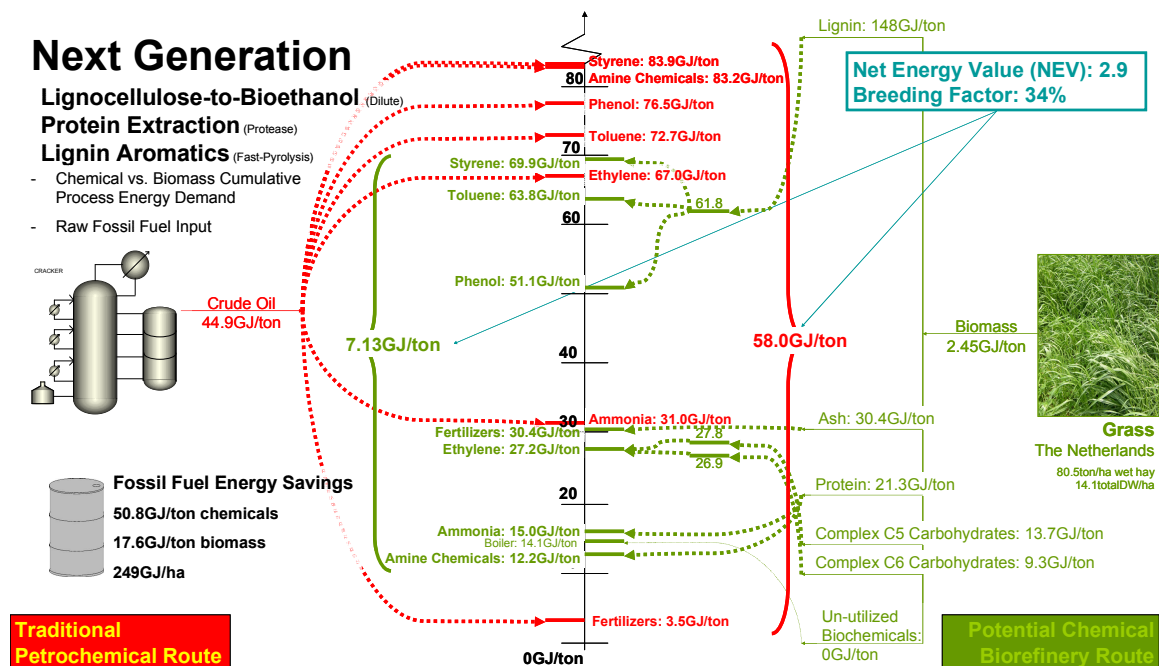 Next Generation
Lignocellulose-to-Bioethanol (Dilute)
Protein Extraction (Protease)
Lignin Aromatics (Fast-Pyrolysis)
- Chemical vs. Biomass Cumulative
Process Energy Demand
- Raw Fossil Fuel Input
CRACKER
Crude Oil
44.9GJ/ton
Fossil Fuel Energy Savings
50.8GJ/ton chemicals
17.6GJ/ton biomass
249GJ/ha
Traditional
Petrochemical Route
7.13GJ/ton
Styrene: 83.9GJ/ton
80
Amine Chemicals: 83.2GJ/ton
Phenol: 76.5GJ/ton
Toluene: 72.7GJ/ton
70
Styrene: 69.9GJ/ton
Ethylene: 67.0GJ/ton
Toluene: 63.8GJ/ton
61.8
60
Phenol: 51.1GJ/ton
58.0GJ/ton
40
30
Ammonia: 31.0GJ/ton
Fertilizers: 30.4GJ/ton
27.8
Ethylene: 27.2GJ/ton
26.9
20
Ammonia: 15.0GJ/ton
Boiler: 14.1GJ/ton
Amine Chemicals: 12.2GJ/ton
Fertilizers: 3.5GJ/ton
0GJ/ton
Lignin: 148GJ/ton
Net Energy Value (NEV): 2.9
Breeding Factor: 34%
Biomass
2.45GJ/ton
Ash: 30.4GJ/ton
Grass
The Netherlands
80.5ton/ha wet hay
14.1totalDW/ha
Protein: 21.3GJ/ton
Complex C5 Carbohydrates: 13.7GJ/ton
Complex C6 Carbohydrates: 9.3GJ/ton
Un-utilized
Biochemicals:
0GJ/ton
Potential Chemical
Biorefinery Route